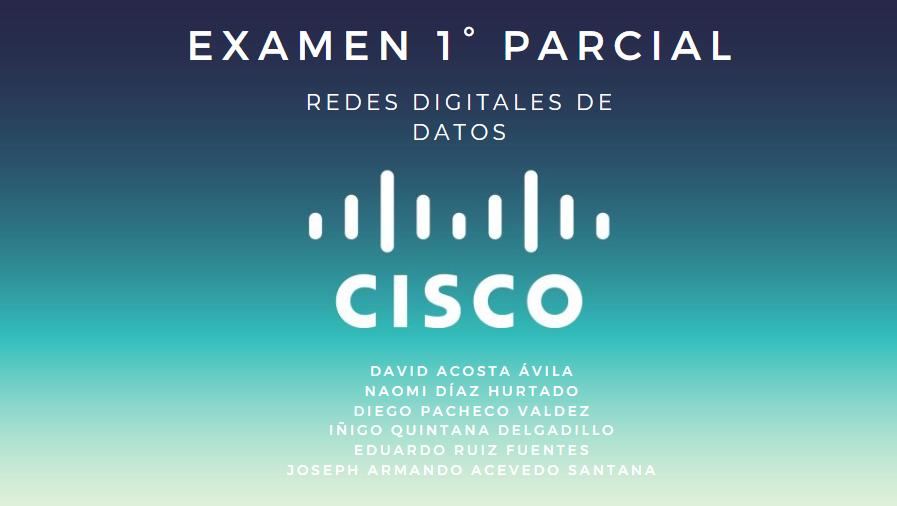 EXAMEN 1° PARCIAL
REDES DIGITALES DE
DATOS
CISCO
DAVID ACOSTA ÁVILA
NAOMI DÍAZ HURTADO
DIEGO PACHECO VALDEZ
IÑIGO QUINTANA DELGADILLO
EDUARDO RUIZ FUENTES
JOSEPH ARMANDO ACEVEDO SANTANA